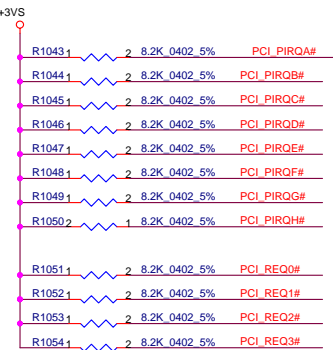 +3VS
R1043 1 2 8.2K_0402_5% PCI_PIRQA#
R1044 1 2 8.2K_0402_5% PCI_PIRQB#
R1045 1 2 8.2K_0402_5% PCI_PIRQC#
R1046 1 2 8.2K_0402_5% PCI_PIRQD#
R1047 1 2 8.2K_0402_5% PCI_PIRQE#
R1048 1 2 8.2K_0402_5% PCI_PIRQF#
R1049 1 2 8.2K_0402_5% PCI_PIRQG#
R1050 2 1 8.2K_0402_5% PCI_PIRQH#
R1051 1 2 8.2K_0402_5% PCI_REQ0#
R1052 1 2 8.2K_0402_5% PCI_REQ1#
R1053 1 2 8.2K_0402_5% PCI_REQ2#
R1054 1 2 8.2K_0402_5% PCI_REQ3#